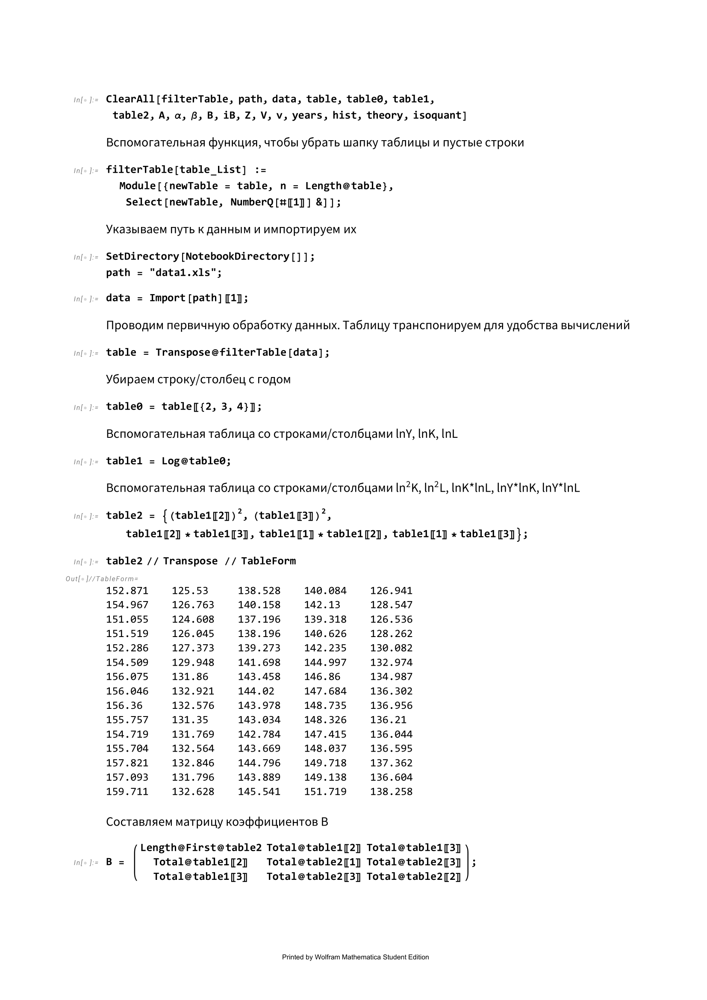 In[ ]:= ClearAll[filterTable, path, data, table, table0, table1,
table2, A, α, β, B, iB, Z, V, v, years, hist, theory, isoquant]
Вспомогательная функция, чтобы убрать шапку таблицы и пустые строки
In[ ]:= filterTable[table_List] :=
Module[{newTable = table, n = Length@table},
Select[newTable, NumberQ[#〚1〛] &]];
Указываем путь к данным и импортируем их
In[ ]:= SetDirectory[NotebookDirectory[]];
path = "data1.xls";
In[ ]:= data = Import[path]〚1〛;
Проводим первичную обработку данных. Таблицу транспонируем для удобства вычислений
In[ ]:= table = Transpose@filterTable[data];
Убираем строку/столбец с годом
In[ ]:= table0 = table〚{2, 3, 4}〛;
Вспомогательная таблица со строками/столбцами lnY, lnK, lnL
In[ ]:= table1 = Log@table0;
Вспомогательная таблица со строками/столбцами ln²K, ln²L, lnK*lnL, lnY*lnK, lnY*lnL
In[ ]:= table2 = {(table1〚2〛)², (table1〚3〛)²,
table1〚2〛 * table1〚3〛, table1〚1〛 * table1〚2〛, table1〚1〛 * table1〚3〛};
In[ ]:= table2 // Transpose // TableForm
Out[ ]//TableForm=
152.871 125.53 138.528 140.084 126.941
154.967 126.763 140.158 142.13 128.547
151.055 124.608 137.196 139.318 126.536
151.519 126.045 138.196 140.626 128.262
152.286 127.373 139.273 142.235 130.082
154.509 129.948 141.698 144.997 132.974
156.075 131.86 143.458 146.86 134.987
156.046 132.921 144.02 147.684 136.302
156.36 132.576 143.978 148.735 136.956
155.757 131.35 143.034 148.326 136.21
154.719 131.769 142.784 147.415 136.044
155.704 132.564 143.669 148.037 136.595
157.821 132.846 144.796 149.718 137.362
157.093 131.796 143.889 149.138 136.604
159.711 132.628 145.541 151.719 138.258
Составляем матрицу коэффициентов B
Length@First@table2 Total@table1〚2〛 Total@table1〚3〛
In[ ]:= B = ( Total@table1〚2〛 Total@table2〚1〛 Total@table2〚3〛 );
Total@table1〚3〛 Total@table2〚3〛 Total@table2〚2〛
Printed by Wolfram Mathematica Student Edition